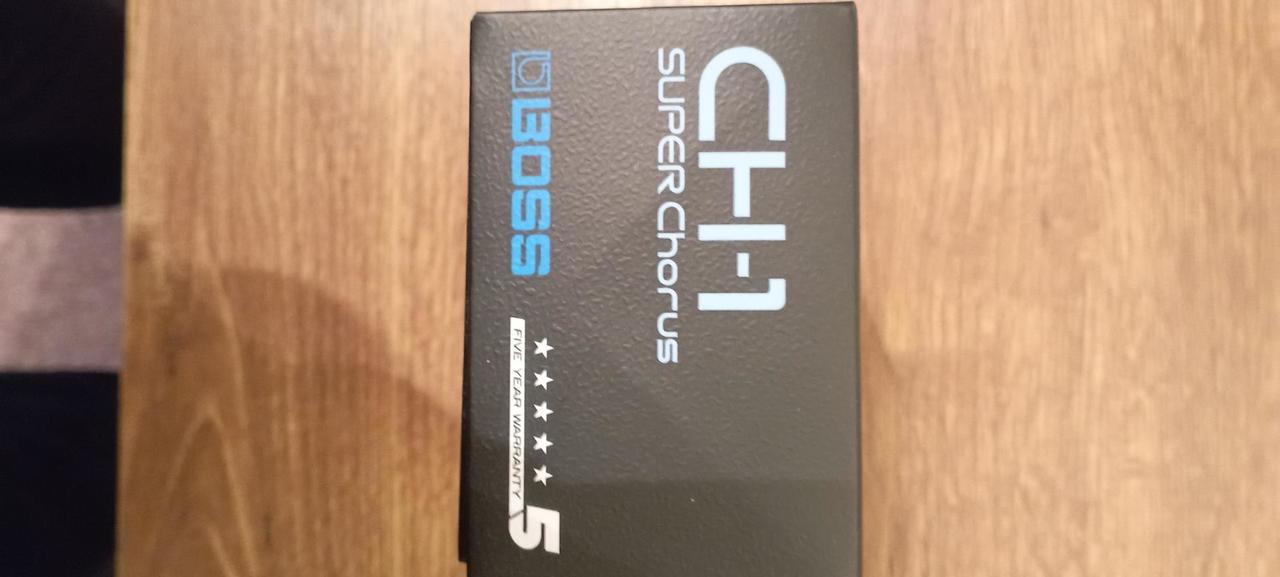 CH-1
SUPER Chorus
BOSS
FIVE YEAR WARRANTY 5